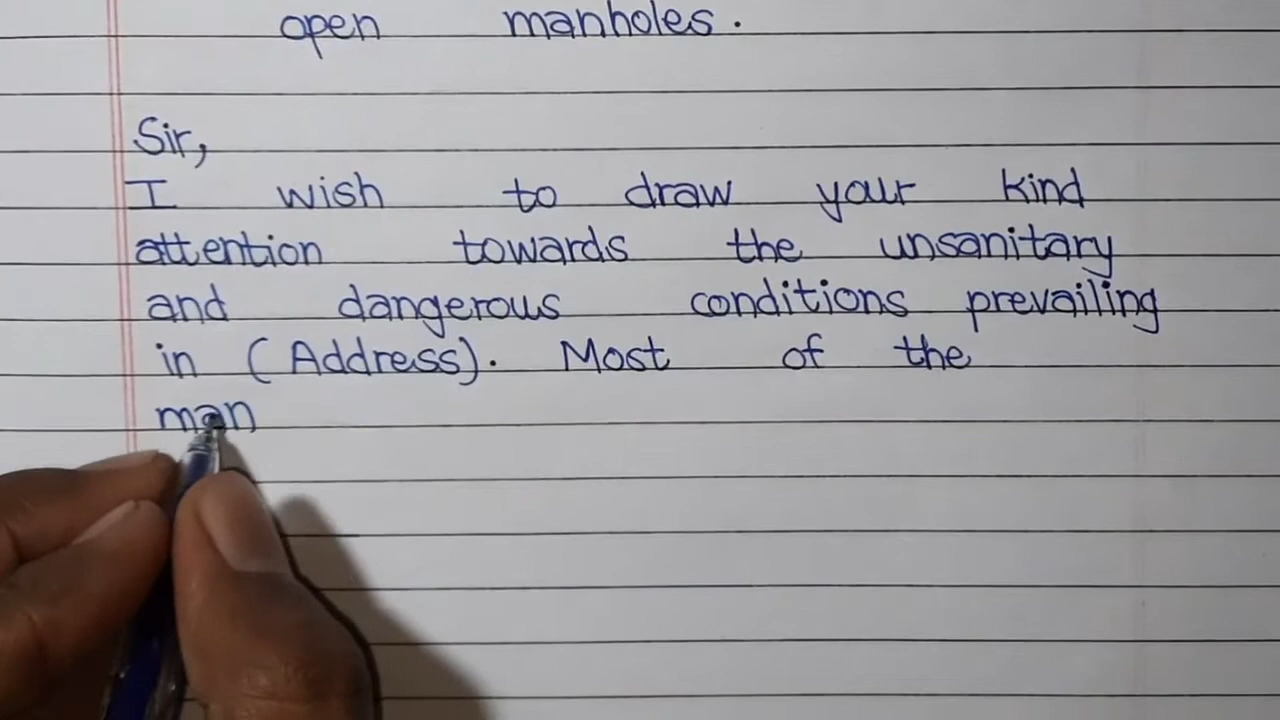 open manholes.
Sir,
I wish to draw your kind
attention towards the unsanitary
and dangerous conditions prevailing
in (Address). Most of the
man